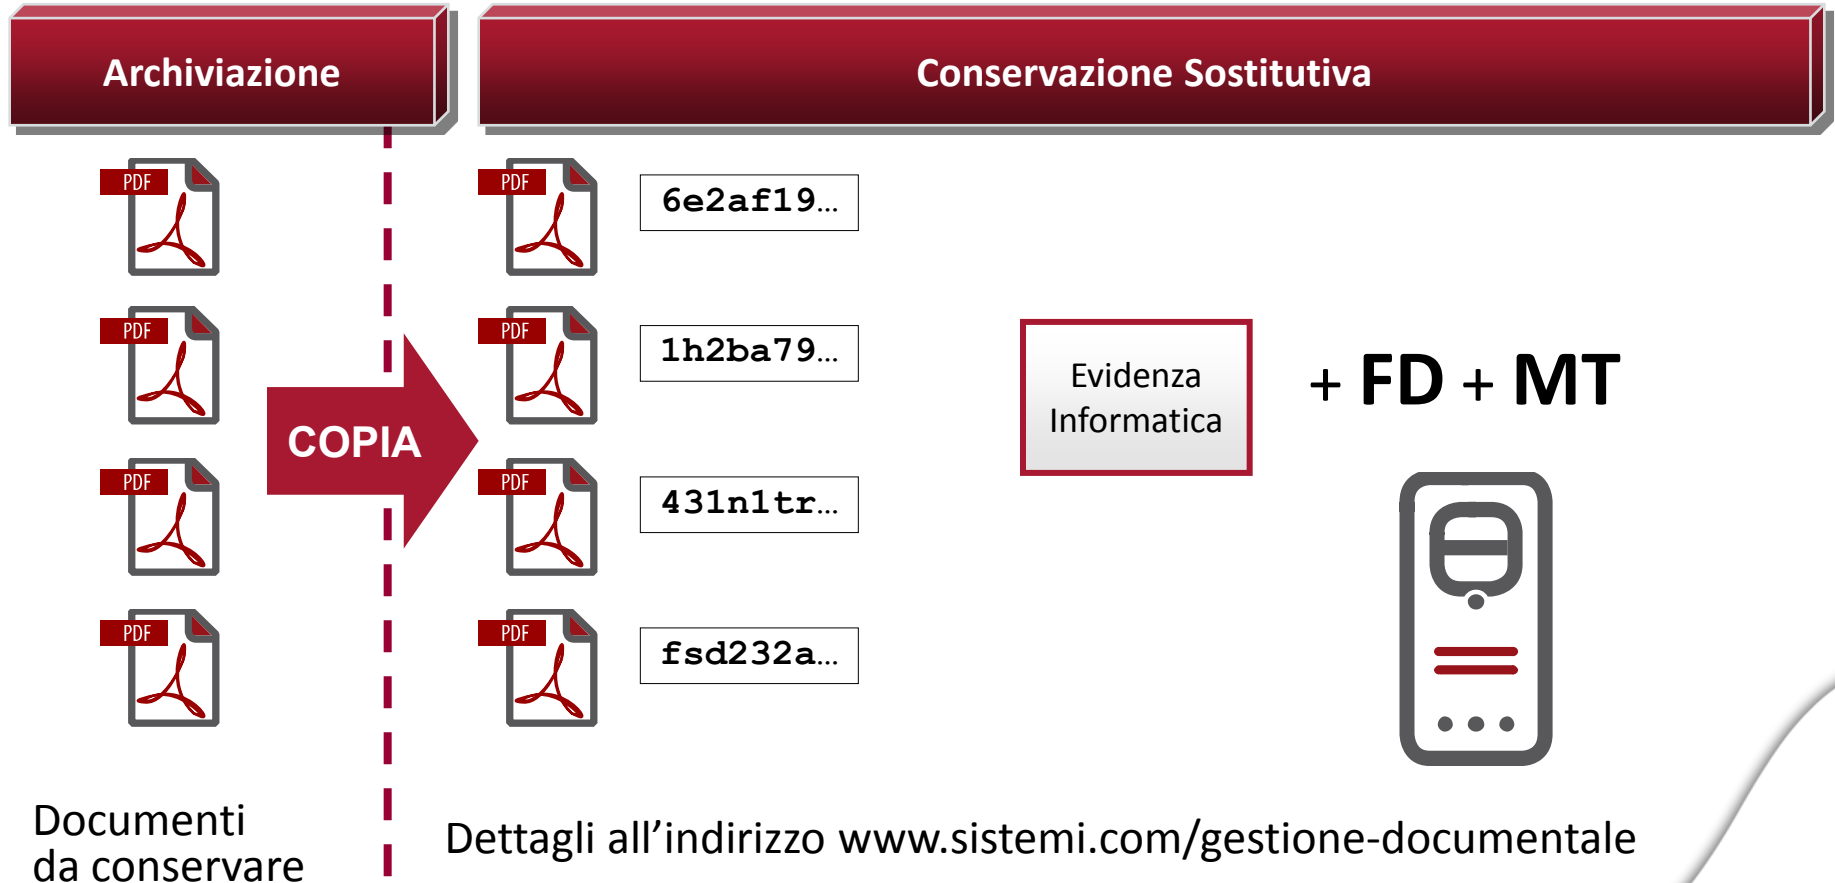 Archiviazione
Conservazione Sostitutiva
PDF
PDF
6e2af19…
PDF
PDF
1h2ba79…
COPIA
Evidenza
Informatica
+ FD + MT
PDF
PDF
431n1tr…
PDF
PDF
fsd232a…
Documenti
da conservare
Dettagli all’indirizzo www.sistemi.com/gestione-documentale